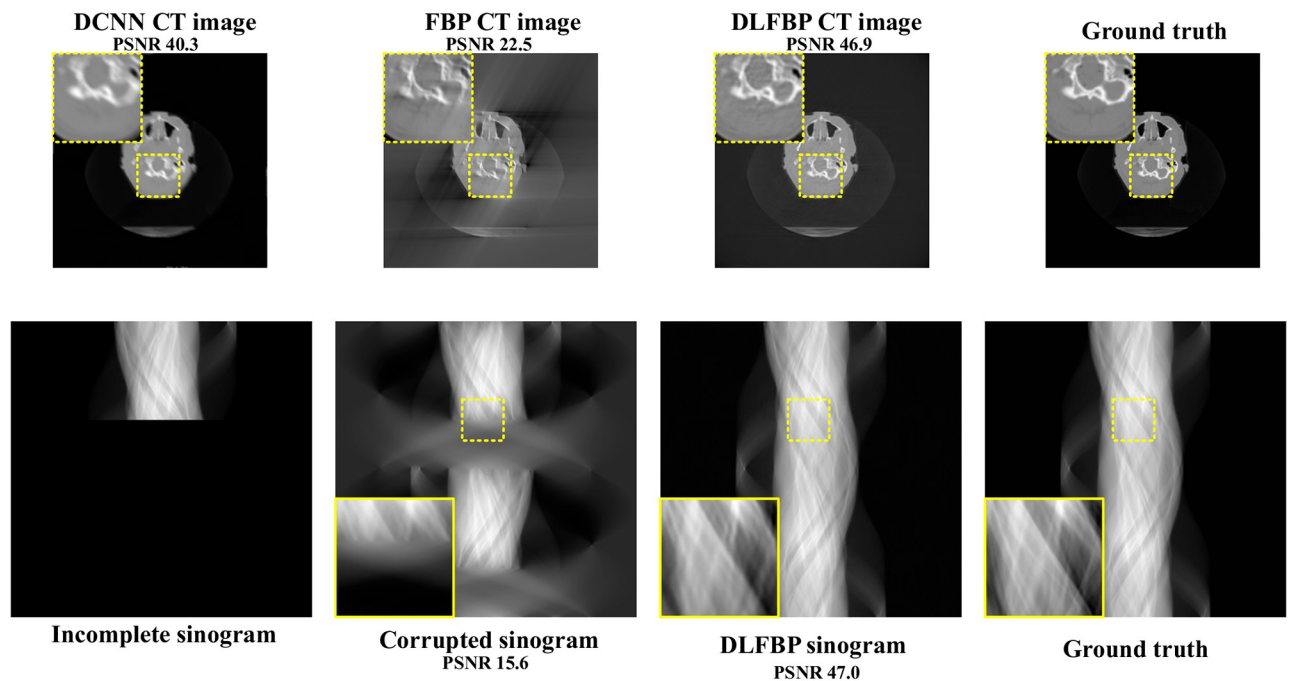 DCNN CT image
PSNR 40.3
FBP CT image
PSNR 22.5
DLFBP CT image
PSNR 46.9
Ground truth
Incomplete sinogram
Corrupted sinogram
PSNR 15.6
DLFBP sinogram
PSNR 47.0
Ground truth